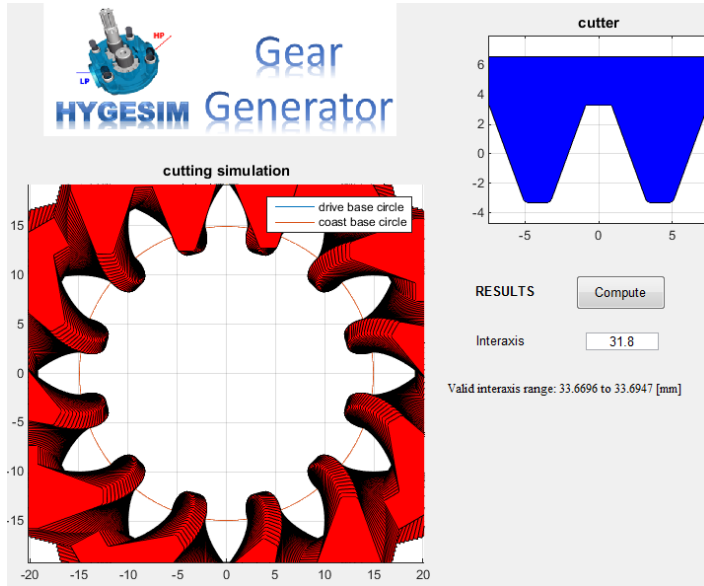 HP
LP
HYGESIM
Gear
Generator
cutting simulation
drive base circle
coast base circle
15
10
5
0
-5
-10
-15
-20
-15
-10
-5
0
5
10
15
20
cutter
6
4
2
0
-2
-4
-5
0
5
RESULTS
Compute
Interaxis
31.8
Valid interaxis range: 33.6696 to 33.6947 [mm]